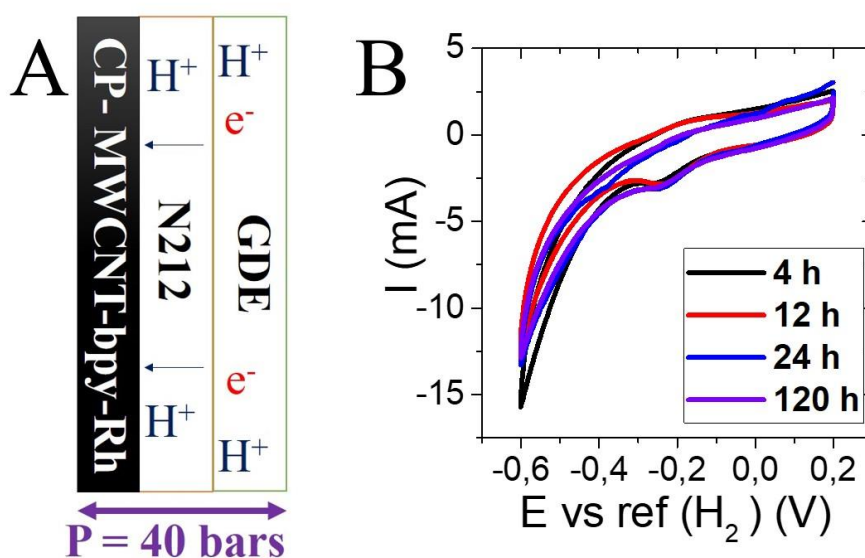 A
CP- MWCNT-bpy-Rh
H⁺
H⁺
e⁻
N212
GDE
e⁻
H⁺
H⁺
P = 40 bars
B
I (mA)
5
0
-5
-10
-15
4 h
12 h
24 h
120 h
-0,6 -0,4 -0,2 0,0 0,2
E vs ref (H₂) (V)